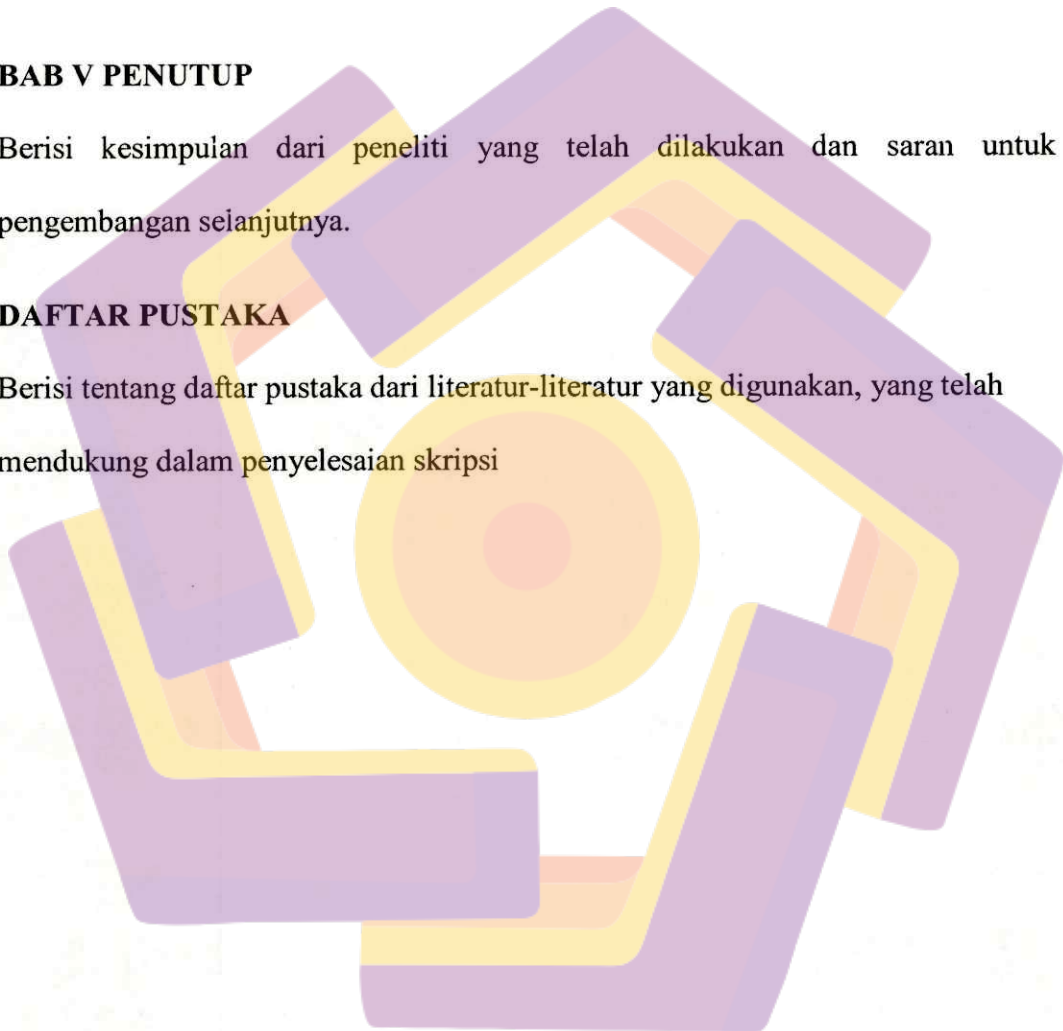 BAB V PENUTUP
Berisi kesimpulan dari peneliti yang telah dilakukan dan saran untuk
pengembangan selanjutnya.
DAFTAR PUSTAKA
Berisi tentang daftar pustaka dari literatur-literatur yang digunakan, yang telah
mendukung dalam penyelesaian skripsi